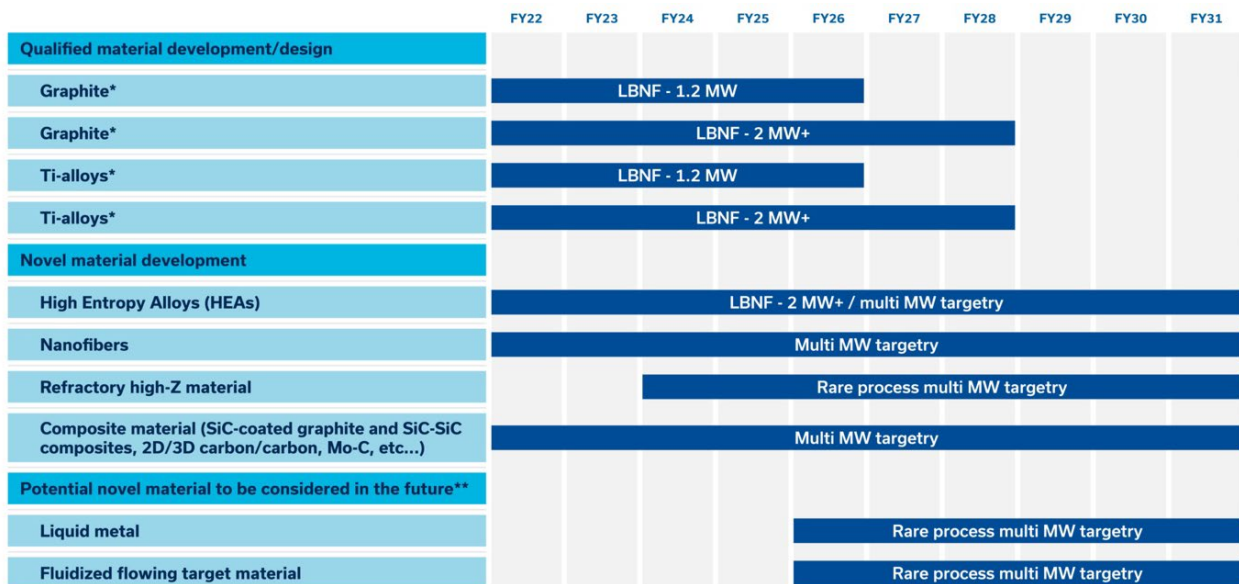 FY22 FY23 FY24 FY25 FY26 FY27 FY28 FY29 FY30 FY31
Qualified material development/design
Graphite* LBNF - 1.2 MW
Graphite* LBNF - 2 MW+
Ti-alloys* LBNF - 1.2 MW
Ti-alloys* LBNF - 2 MW+
Novel material development
High Entropy Alloys (HEAs) LBNF - 2 MW+ / multi MW targetry
Nanofibers Multi MW targetry
Refractory high-Z material Rare process multi MW targetry
Composite material (SiC-coated graphite and SiC-SiC
composites, 2D/3D carbon/carbon, Mo-C, etc...) Multi MW targetry
Potential novel material to be considered in the future**
Liquid metal Rare process multi MW targetry
Fluidized flowing target material Rare process multi MW targetry